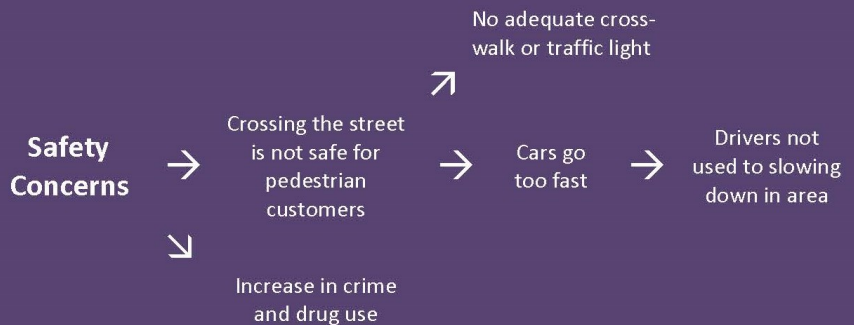 No adequate cross-
walk or traffic light
Safety
Concerns
→
Crossing the street
is not safe for
pedestrian
customers
→
Cars go
too fast
→
Drivers not
used to slowing
down in area
Increase in crime
and drug use